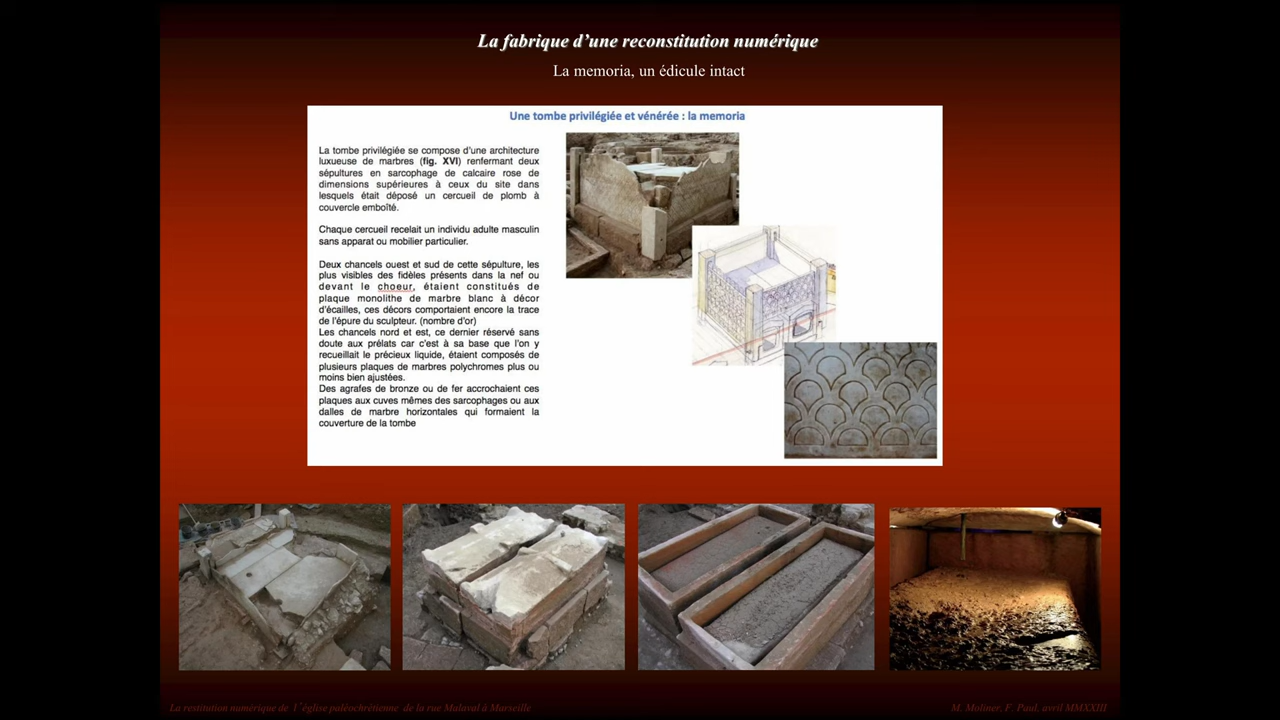 La fabrique d’une reconstitution numérique
La memoria, un édicule intact
Une tombe privilégiée et vénérée : la memoria
La tombe privilégiée se compose d’une architecture
luxueuse de marbres (fig. XVI) renfermant deux
sépultures en sarcophage de calcaire rose de
dimensions supérieures à ceux du site dans
lesquels était déposé un cercueil de plomb à
couvercle emboîté.
Chaque cercueil recelait un individu adulte masculin
sans apparat ou mobilier particulier.
Deux chancels ouest et sud de cette sépulture, les
plus visibles des fidèles présents dans la nef ou
devant le choeur, étaient constitués de
plaque monolithe de marbre blanc à décor
d’écailles, ces décors comportaient encore la trace
de l’épure du sculpteur. (nombre d’or)
Les chancels nord et est, ce dernier réservé sans
doute aux prélats car c’est à sa base que l’on y
recueillait le précieux liquide, étaient composés de
plusieurs plaques de marbres polychromes plus ou
moins bien ajustées.
Des agrafes de bronze ou de fer accrochaient ces
plaques aux cuves mêmes des sarcophages ou aux
dalles de marbre horizontales qui formaient la
couverture de la tombe
La restitution numérique de l’église paléochrétienne de la rue Malaval à Marseille
M. Moliner, F. Paul, avril MMXXIII